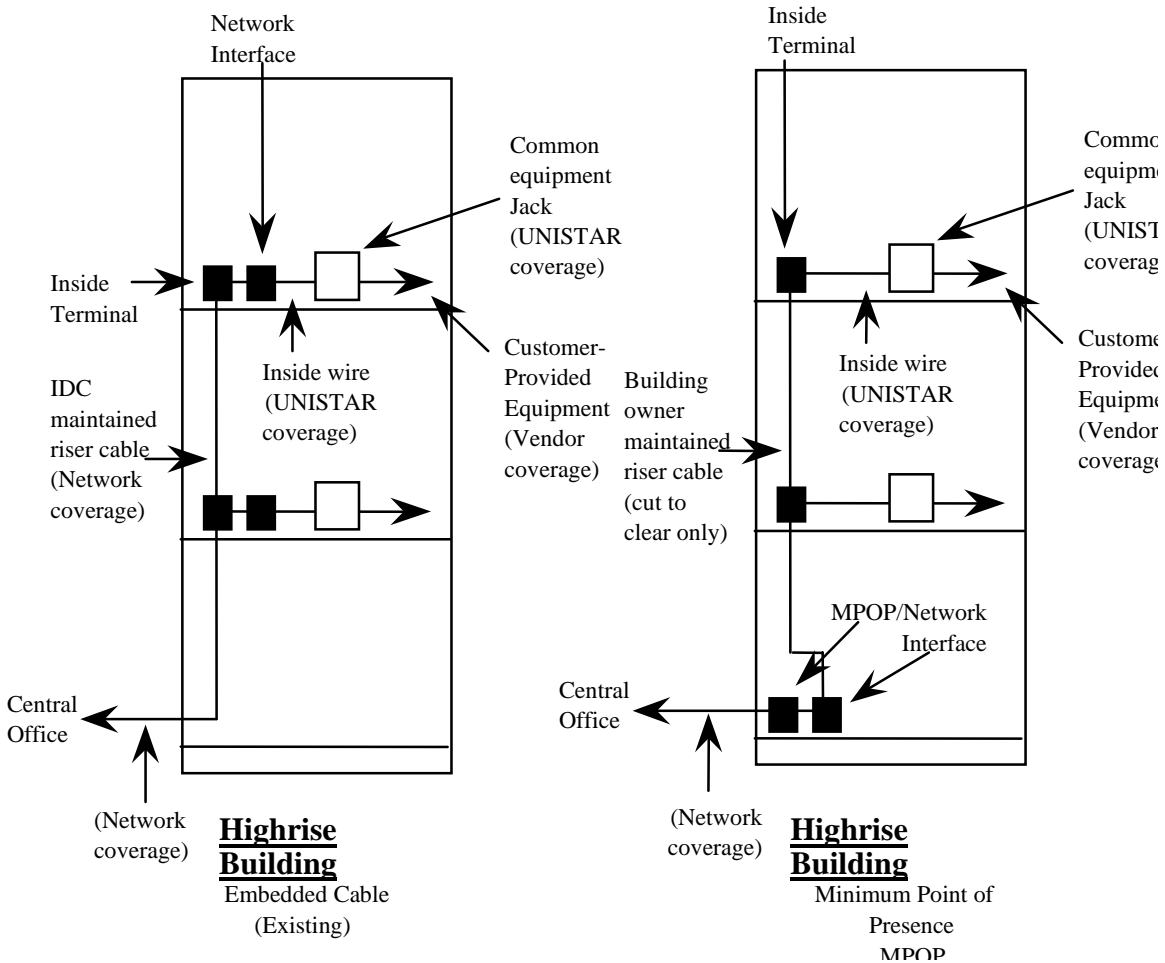 Network
Interface
Common
equipment
Jack
(UNISTAR
coverage)
Inside
Terminal
Inside wire
(UNISTAR
coverage)
Customer-
Provided
Equipment
(Vendor
coverage)
IDC
maintained
riser cable
(Network
coverage)
Central
Office
(Network
coverage)
Highrise
Building
Embedded Cable
(Existing)
Inside
Terminal
equipme
Jack
(UNIST
coverag
Inside wire
(UNISTAR
coverage)
Custome
Provided
Equipme
(Vendor
coverage
Building
owner
maintained
riser cable
(cut to
clear only)
MPOP/Network
Interface
Central
Office
(Network
coverage)
Highrise
Building
Minimum Point of
Presence
MPOP